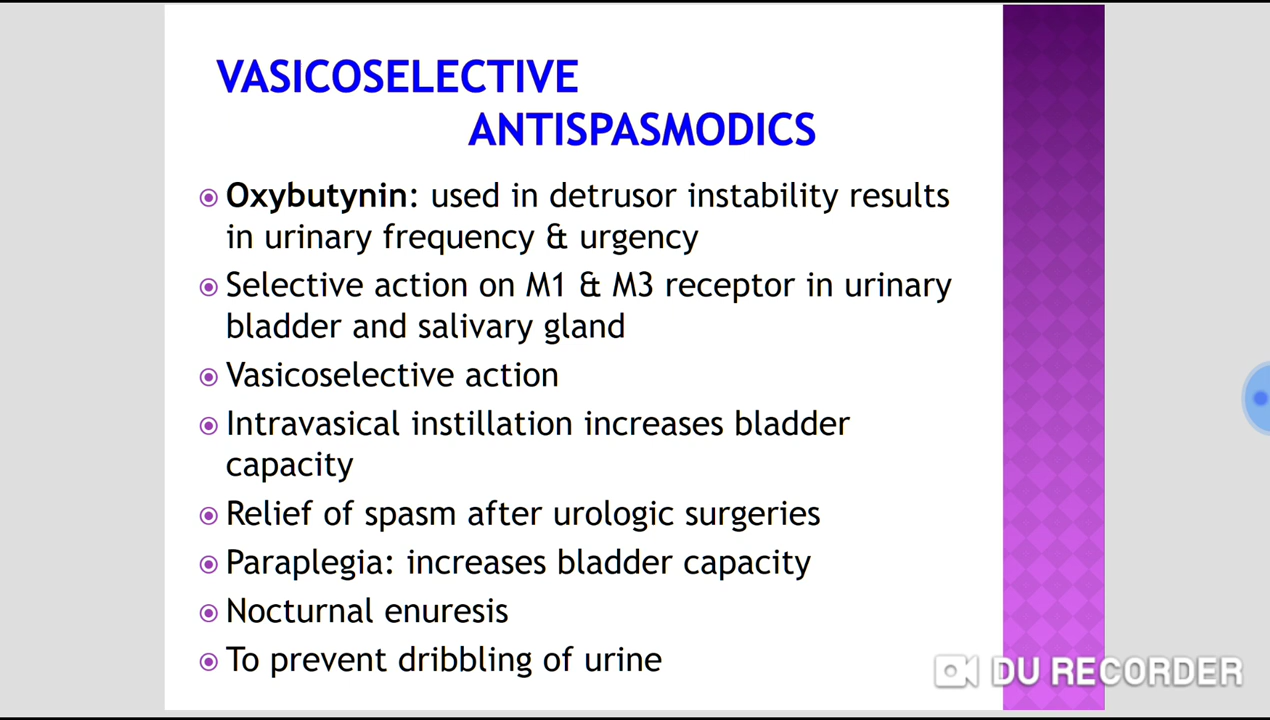 VASICOSELECTIVE
ANTISPASMODICS
Oxybutynin: used in detrusor instability results
in urinary frequency & urgency
Selective action on M1 & M3 receptor in urinary
bladder and salivary gland
Vasicoselective action
Intravasical instillation increases bladder
capacity
Relief of spasm after urologic surgeries
Paraplegia: increases bladder capacity
Nocturnal enuresis
To prevent dribbling of urine
DU RECORDER